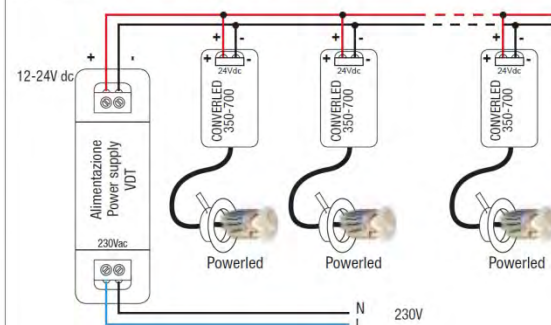 + -
12-24V dc
Alimentazione
Power supply
VDT
230Vac
+ -
+ -
24Vdc
CONVERLED
350-700
Powerled
+ -
+ -
24Vdc
CONVERLED
350-700
Powerled
+ -
+ -
24Vdc
CONVERLED
350-700
Powerled
N
L
230V